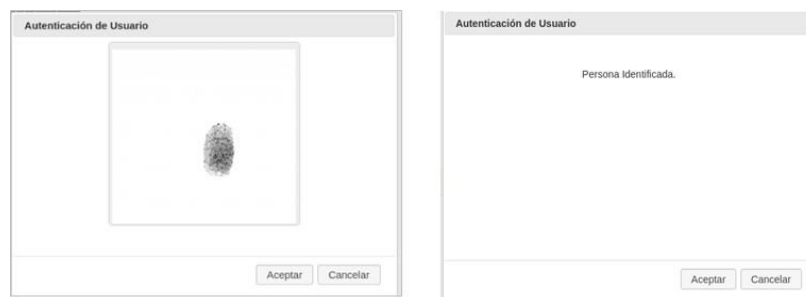 Autenticación de Usuario
Aceptar Cancelar
Autenticación de Usuario
Persona Identificada.
Aceptar Cancelar